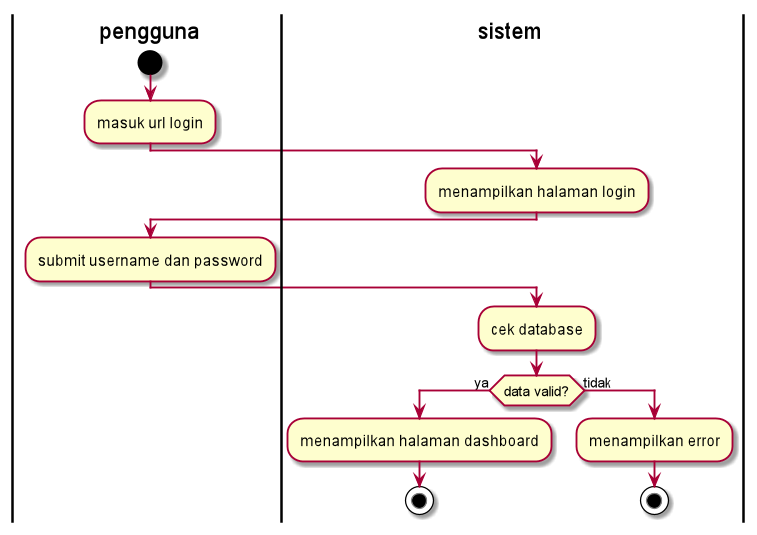 pengguna
sistem
masuk url login
menampilkan halaman login
submit username dan password
cek database
data valid?
ya
tidak
menampilkan halaman dashboard
menampilkan error